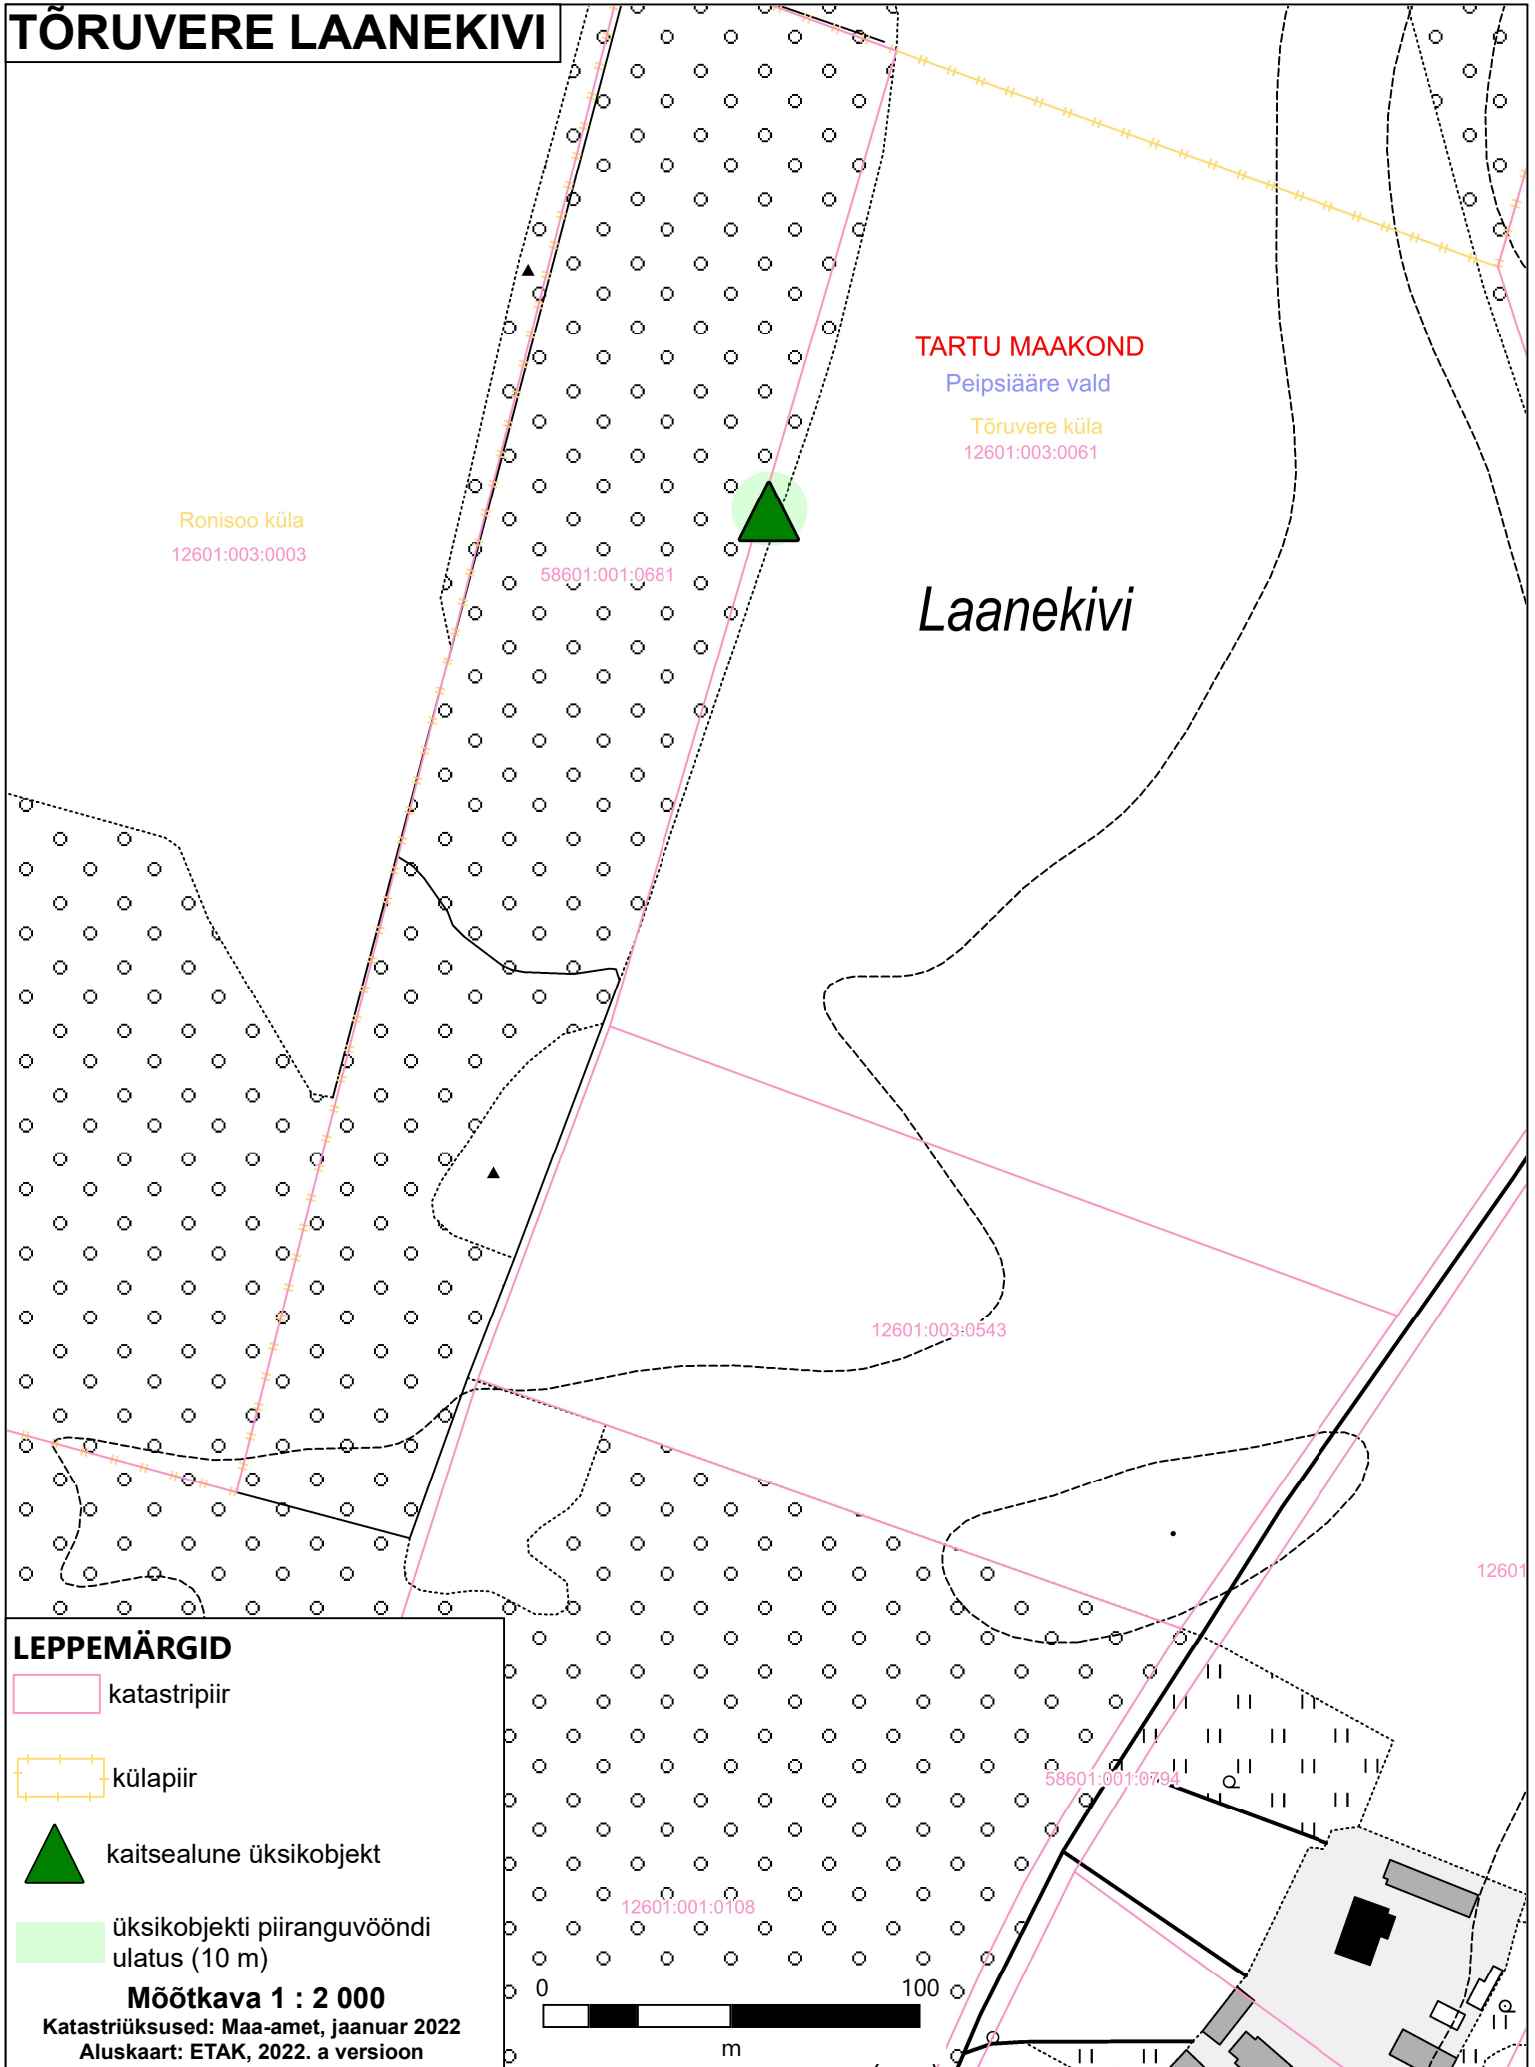 TÕRUVERE LAANEKIVI
TARTU MAAKOND
Peipsiääre vald
Tõruvere küla
12601:003:0061
Ronisoo küla
12601:003:0003
58601:001:0681
Laanekivi
12601:003:0543
12601
58601:001:0794
12601:001:0108
LEPPEMÄRGID
katastripiir
külapiir
kaitsealune üksikobjekt
üksikobjekti piiranguvööndi
ulatus (10 m)
Mõõtkava 1 : 2 000
Katastriüksused: Maa-amet, jaanuar 2022
Aluskaart: ETAK, 2022. a versioon
0 100
m